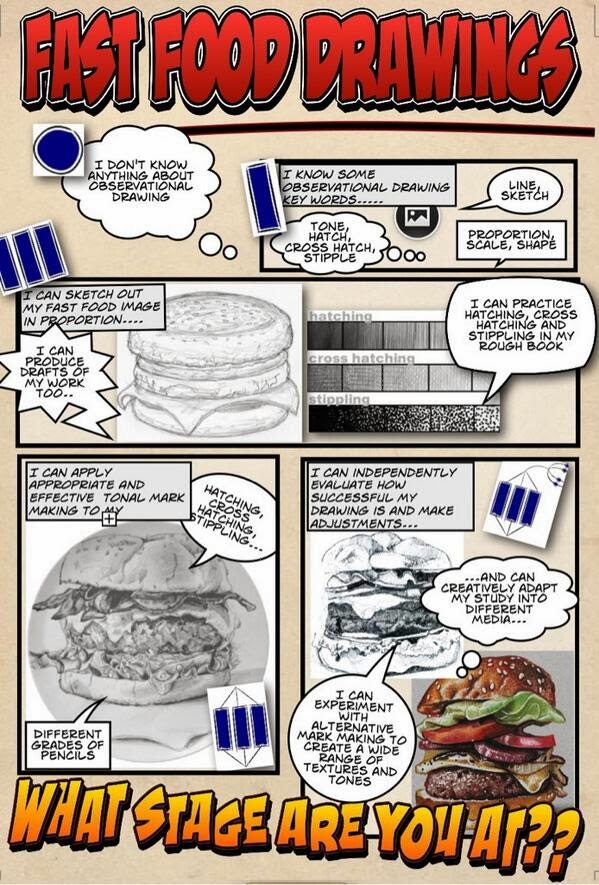 FAST FOOD DRAWINGS
I DON'T KNOW
ANYTHING ABOUT
OBSERVATIONAL
DRAWING
I KNOW SOME
OBSERVATIONAL DRAWING
KEY WORDS.....
LINE,
SKETCH
TONE,
HATCH,
CROSS HATCH,
STIPPLE
PROPORTION,
SCALE, SHAPE
I CAN SKETCH OUT
MY FAST FOOD IMAGE
IN PROPORTION....
I CAN
PRODUCE
DRAFTS OF
MY WORK
TOO..
hatching
cross hatching
stippling
I CAN PRACTICE
HATCHING, CROSS
HATCHING AND
STIPPLING IN MY
ROUGH BOOK
I CAN APPLY
APPROPRIATE AND
EFFECTIVE TONAL MARK
MAKING TO MY
HATCHING,
CROSS
HATCHING,
STIPPLING...
DIFFERENT
GRADES OF
PENCILS
I CAN INDEPENDENTLY
EVALUATE HOW
SUCCESSFUL MY
DRAWING IS AND MAKE
ADJUSTMENTS...
...AND CAN
CREATIVELY ADAPT
MY STUDY INTO
DIFFERENT
MEDIA...
I CAN
EXPERIMENT
WITH
ALTERNATIVE
MARK MAKING TO
CREATE A WIDE
RANGE OF
TEXTURES AND
TONES
WHAT STAGE ARE YOU AT??